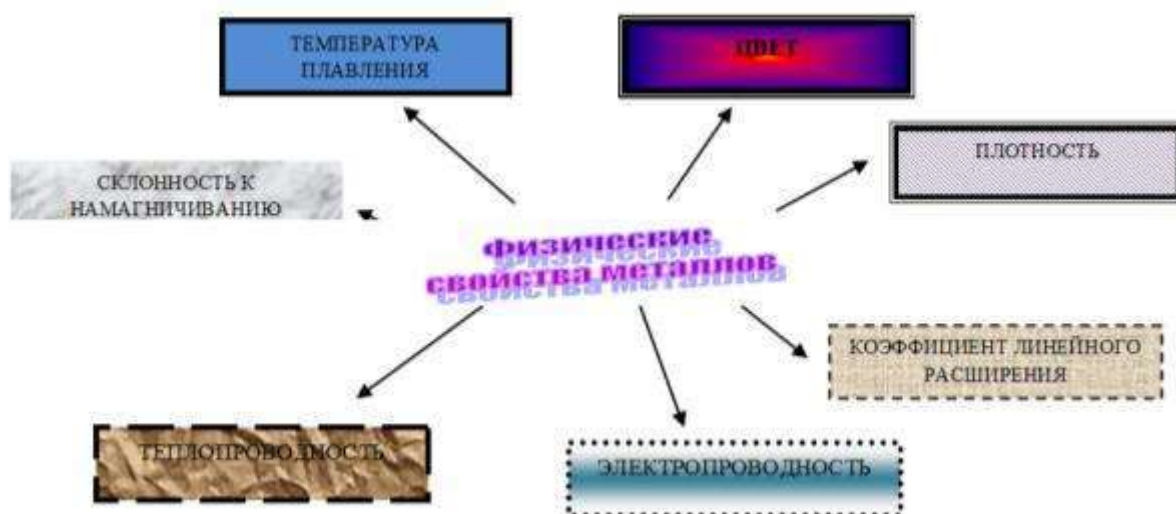 ТЕМПЕРАТУРА
ПЛАВЛЕНИЯ
ЦВЕТ
ПЛОТНОСТЬ
СКЛОННОСТЬ К
НАМАГНИЧИВАНИЮ
Физические
свойства металлов
КОЭФФИЦИЕНТ ЛИНЕЙНОГО
РАСШИРЕНИЯ
ТЕПЛОПРОВОДНОСТЬ
ЭЛЕКТРОПРОВОДНОСТЬ